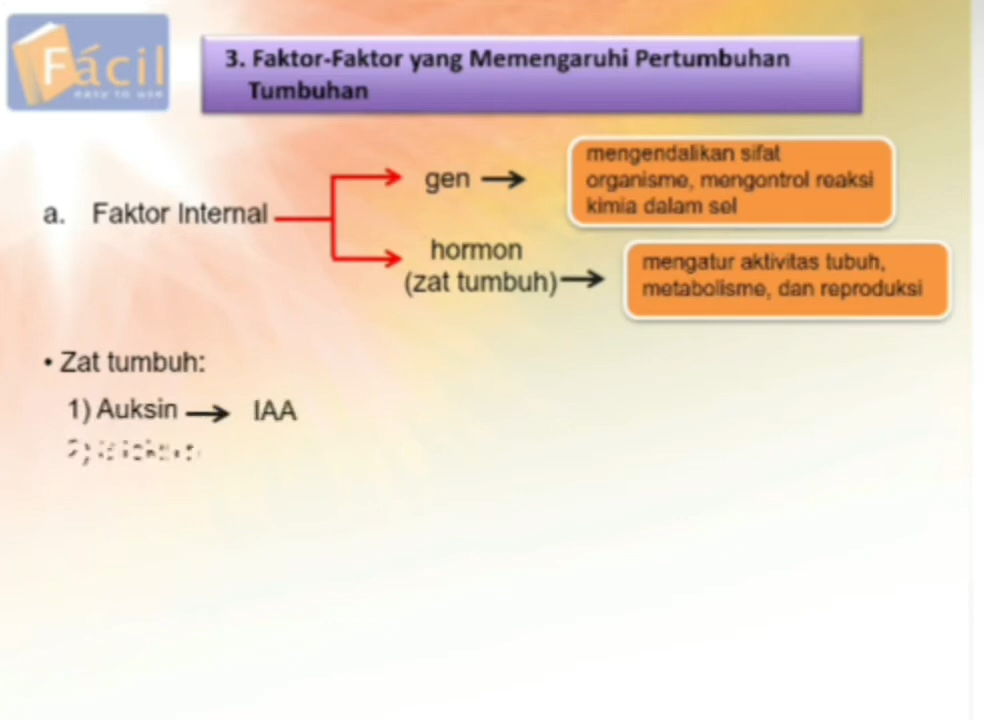 Fácil
EASY TO USE
3. Faktor-Faktor yang Memengaruhi Pertumbuhan
Tumbuhan
a. Faktor Internal
gen
mengendalikan sifat
organisme, mengontrol reaksi
kimia dalam sel
hormon
(zat tumbuh)
mengatur aktivitas tubuh,
metabolisme, dan reproduksi
• Zat tumbuh:
1) Auksin IAA
2)